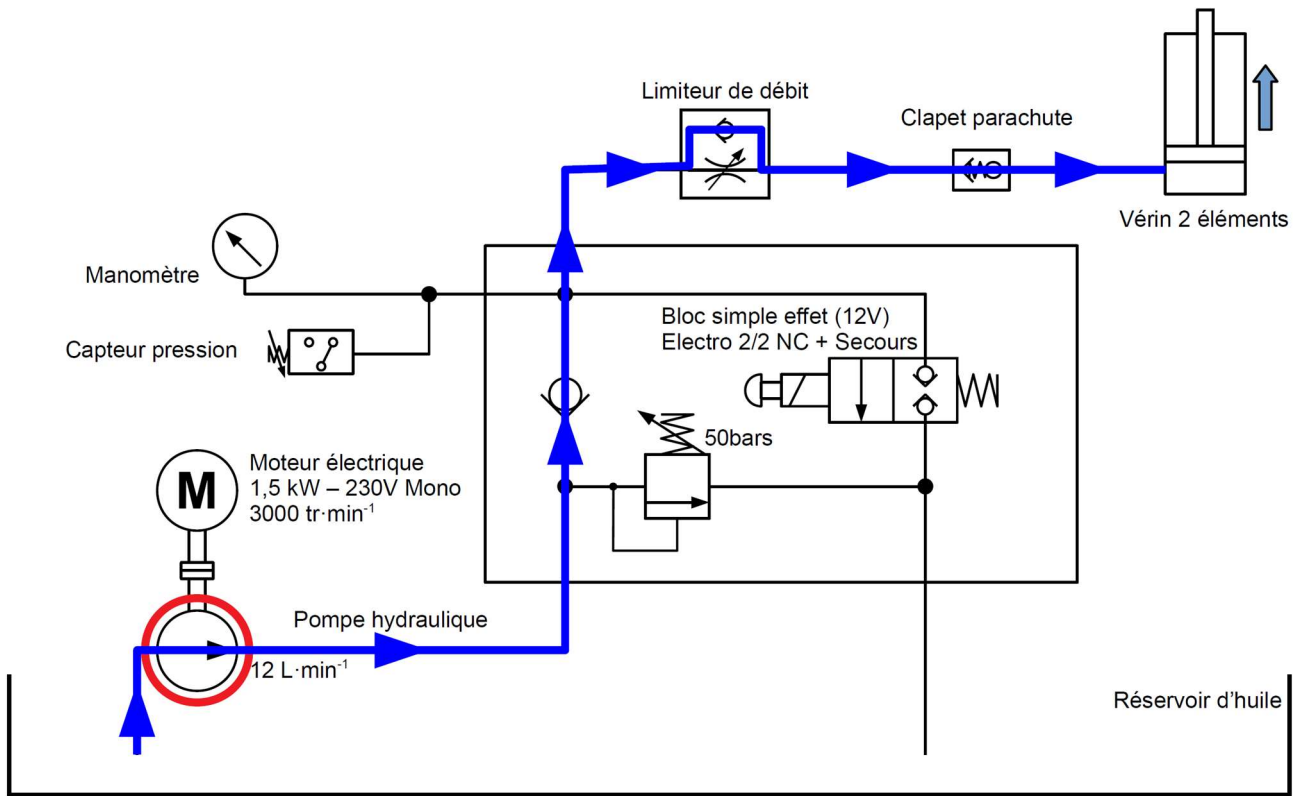 Limiteur de débit
Clapet parachute
Vérin 2 éléments
Manomètre
Bloc simple effet (12V)
Electro 2/2 NC + Secours
Capteur pression
50bars
Moteur électrique
1,5 kW – 230V Mono
3000 tr·min⁻¹
M
Pompe hydraulique
12 L·min⁻¹
Réservoir d’huile